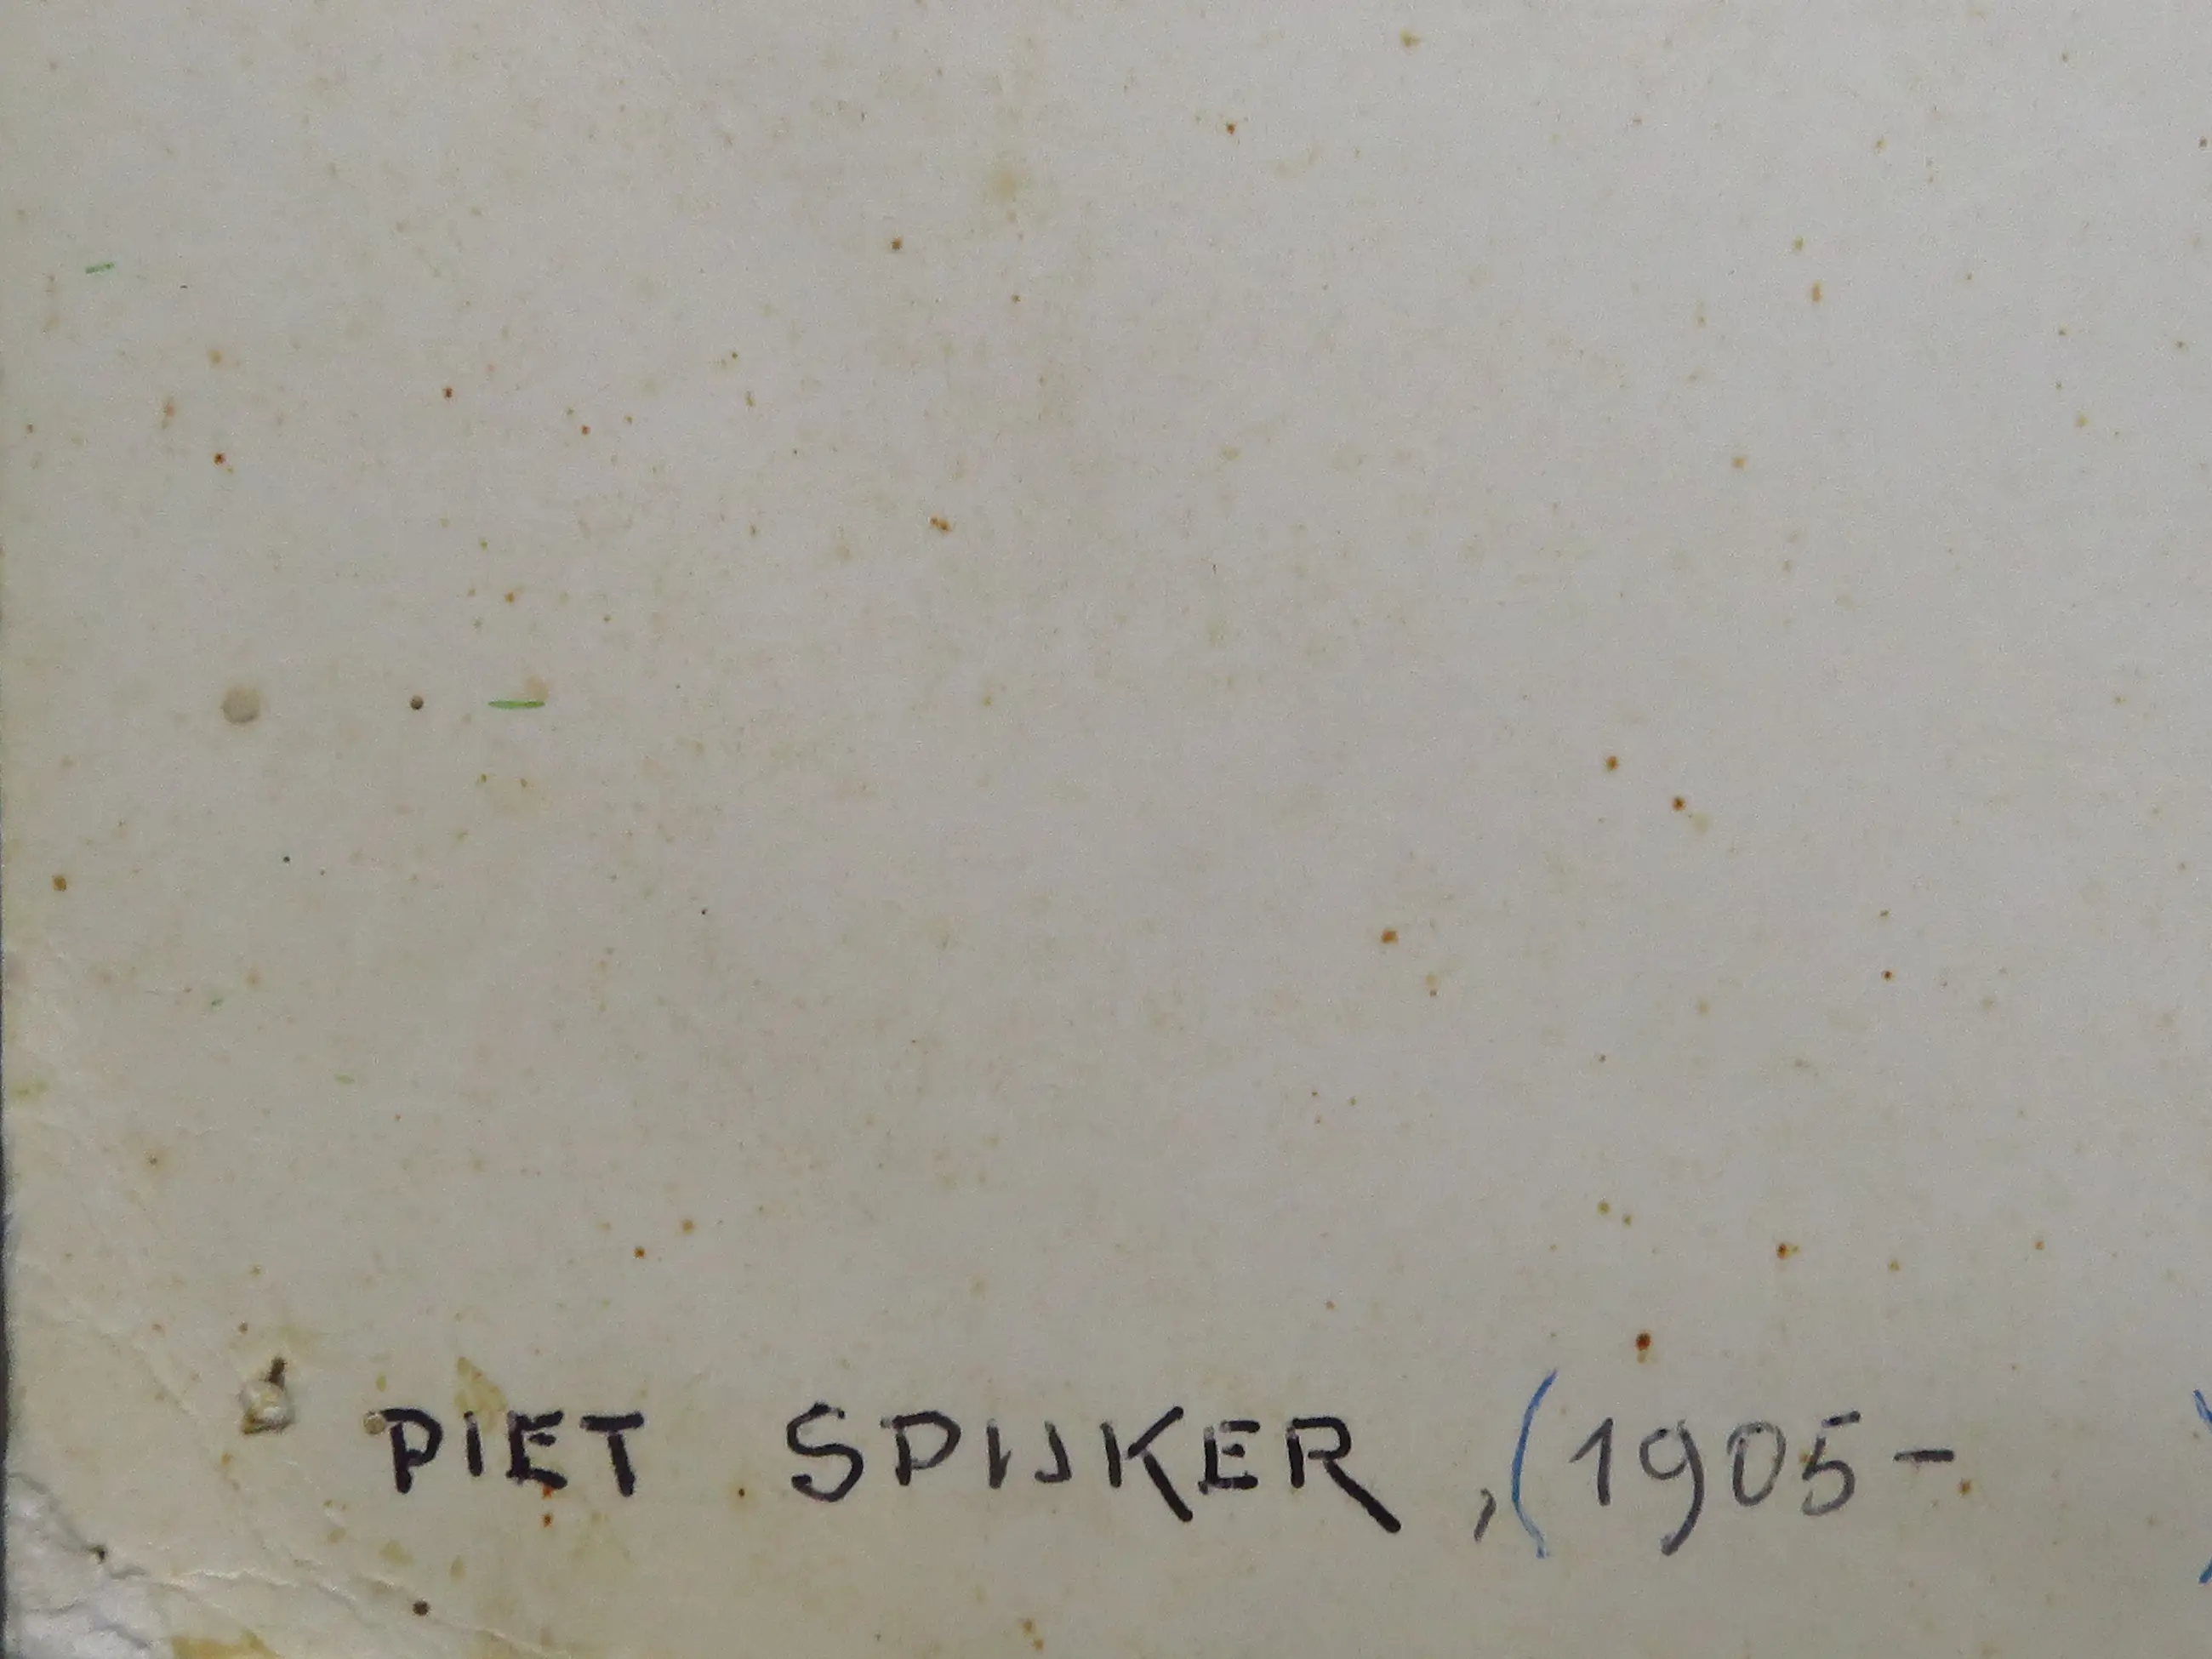 PIET SPIJKER, (1905- )